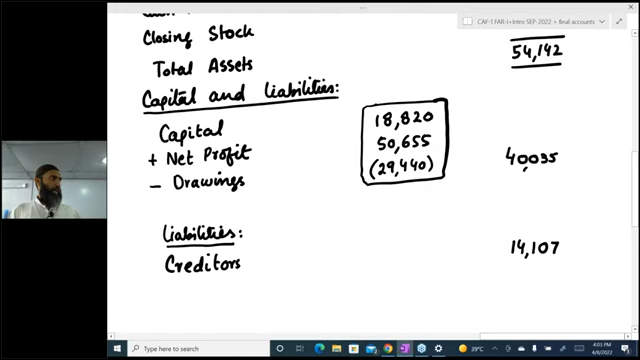 CAF-1 FAR-I+Intro SEP-2022 > final accounts
Closing Stock
Total Assets 54,142
Capital and Liabilities:
Capital 18,820
+ Net Profit 50,655
- Drawings (29,440) 40,035
Liabilities:
Creditors 14,107
Type here to search
39°C
4:03 PM
4/8/2022